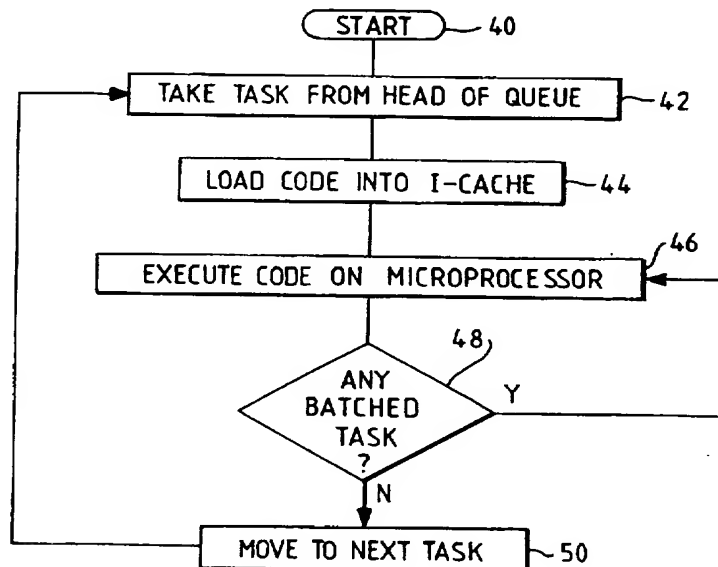 START 40
TAKE TASK FROM HEAD OF QUEUE 42
LOAD CODE INTO I-CACHE 44
46
EXECUTE CODE ON MICROPROCESSOR
48
ANY
BATCHED
TASK
?
Y
N
MOVE TO NEXT TASK 50